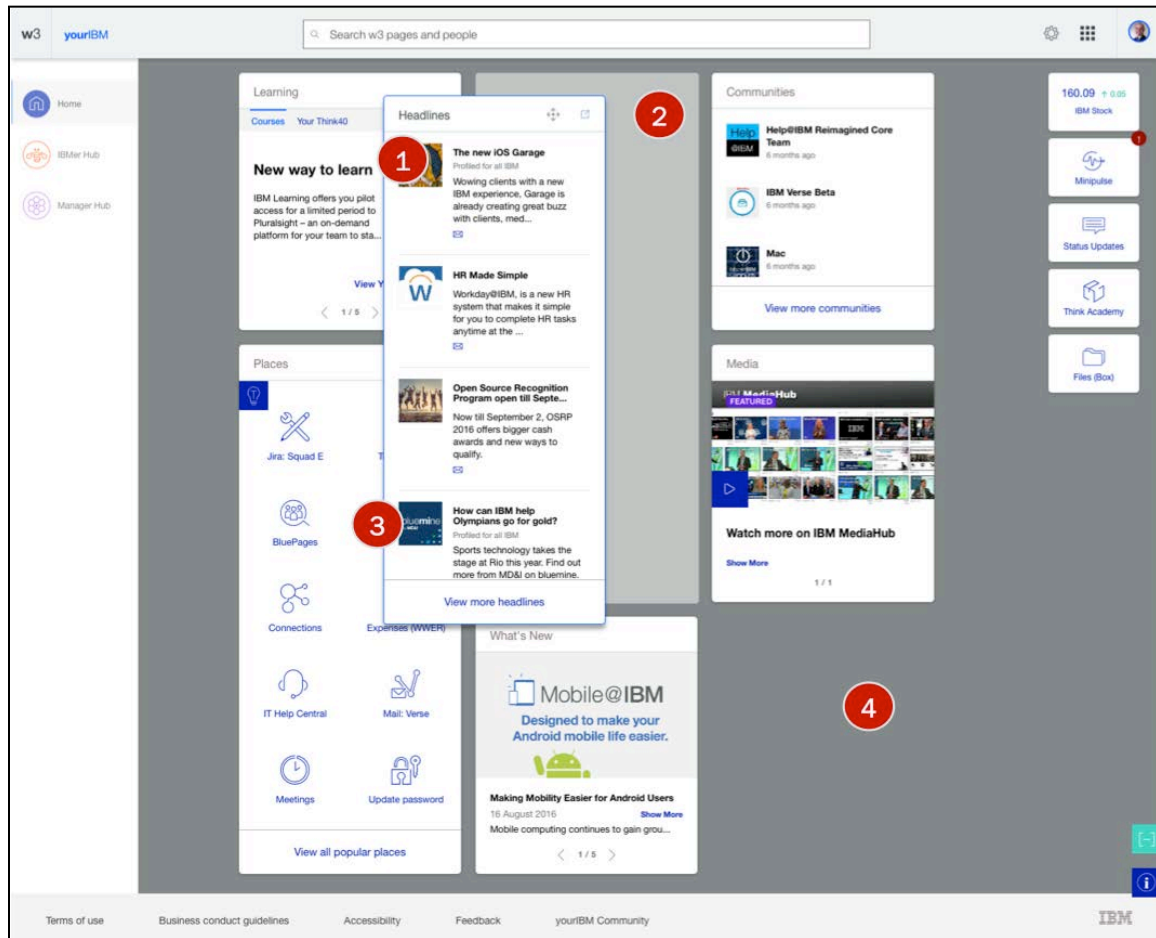 w3 yourIBM
Search w3 pages and people
Home
IBMer Hub
Manager Hub
Learning
Courses Your Think40
New way to learn
IBM Learning offers you pilot
access for a limited period to
Pluralsight – an on-demand
platform for your team to sta...
View Y
1 / 5
Headlines
1
The new iOS Garage
Profiled for all IBM
Wowing clients with a new
IBM experience, Garage is
already creating great buzz
with clients, med...
HR Made Simple
Workday@IBM, is a new HR
system that makes it simple
for you to complete HR tasks
anytime at the ...
Open Source Recognition
Program open till Septe...
Now till September 2, OSRP
2016 offers bigger cash
awards and new ways to
qualify.
3
How can IBM help
Olympians go for gold?
Profiled for all IBM
Sports technology takes the
stage at Rio this year. Find out
more from MD&I on bluemine.
View more headlines
2
Communities
Help
@IBM
Help@IBM Reimagined Core
Team
6 months ago
IBM Verse Beta
6 months ago
Mac
6 months ago
View more communities
160.09 ↑ 0.05
IBM Stock
1
Minipulse
Status Updates
Think Academy
Files (Box)
Places
Jira: Squad E
T
BluePages
Connections
Expenses (WWER)
IT Help Central
Mail: Verse
Meetings
Update password
View all popular places
Media
IBM MediaHub
FEATURED
Watch more on IBM MediaHub
Show More
1 / 1
What's New
Mobile@IBM
Designed to make your
Android mobile life easier.
Making Mobility Easier for Android Users
16 August 2016 Show More
Mobile computing continues to gain grou...
1 / 5
4
Terms of use Business conduct guidelines Accessibility Feedback yourIBM Community IBM